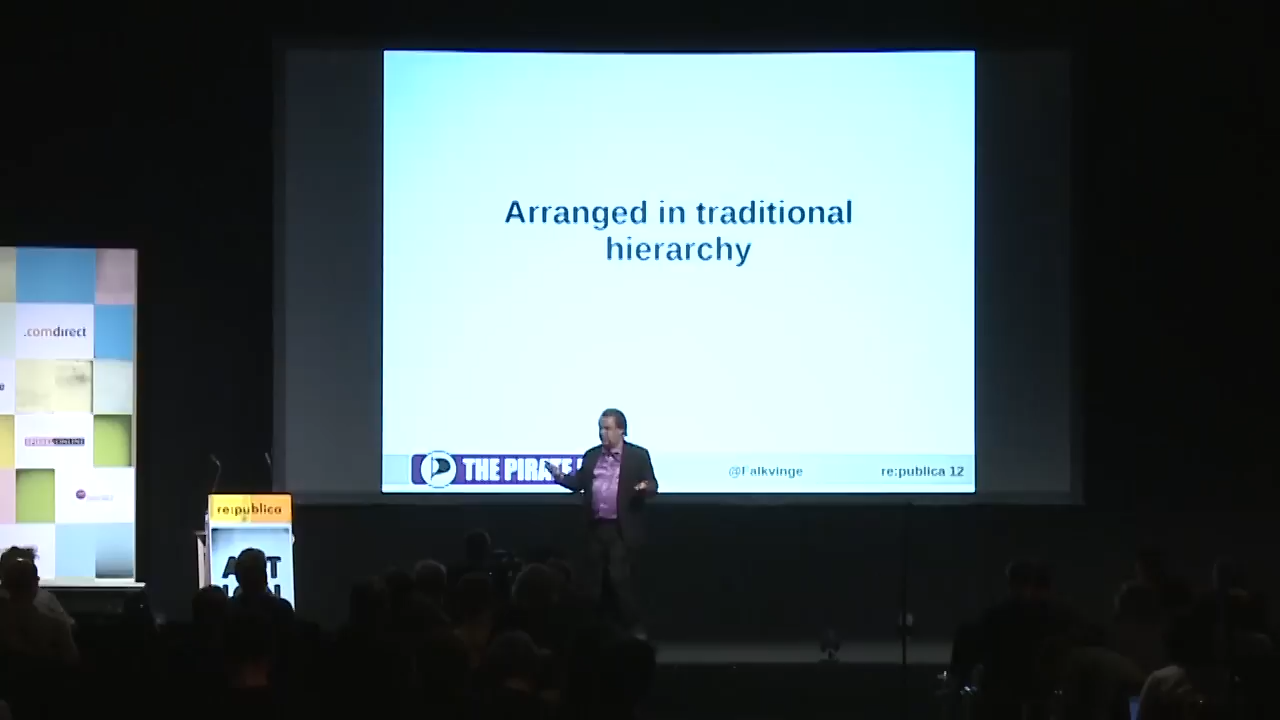 Arranged in traditional
hierarchy
THE PIRATE
@Falkvinge
re:publica 12
.comdirect
re:publica